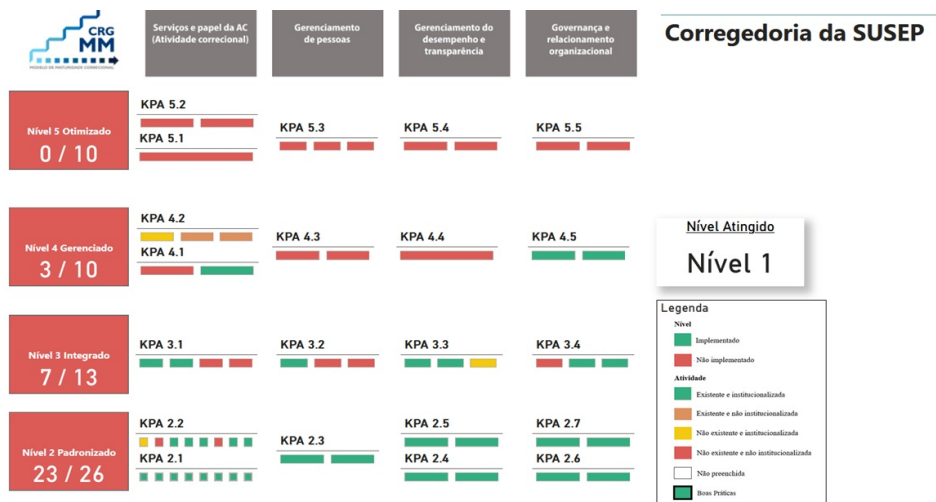 CRG
MM
MODELO DE MATURIDADE CORRECIONAL
Serviços e papel da AC
(Atividade correcional)
Gerenciamento
de pessoas
Gerenciamento do
desempenho e
transparência
Governança e
relacionamento
organizacional
Corregedoria da SUSEP
Nível 5 Otimizado
0 / 10
KPA 5.2
KPA 5.1
KPA 5.3
KPA 5.4
KPA 5.5
Nível 4 Gerenciado
3 / 10
KPA 4.2
KPA 4.1
KPA 4.3
KPA 4.4
KPA 4.5
Nível Atingido
Nível 1
Nível 3 Integrado
7 / 13
KPA 3.1
KPA 3.2
KPA 3.3
KPA 3.4
Nível 2 Padronizado
23 / 26
KPA 2.2
KPA 2.1
KPA 2.3
KPA 2.5
KPA 2.4
KPA 2.7
KPA 2.6
Legenda
Nível
Implementado
Não implementado
Atividade
Existente e institucionalizada
Existente e não institucionalizada
Não existente e institucionalizada
Não existente e não institucionalizada
Não preenchida
Boas Práticas